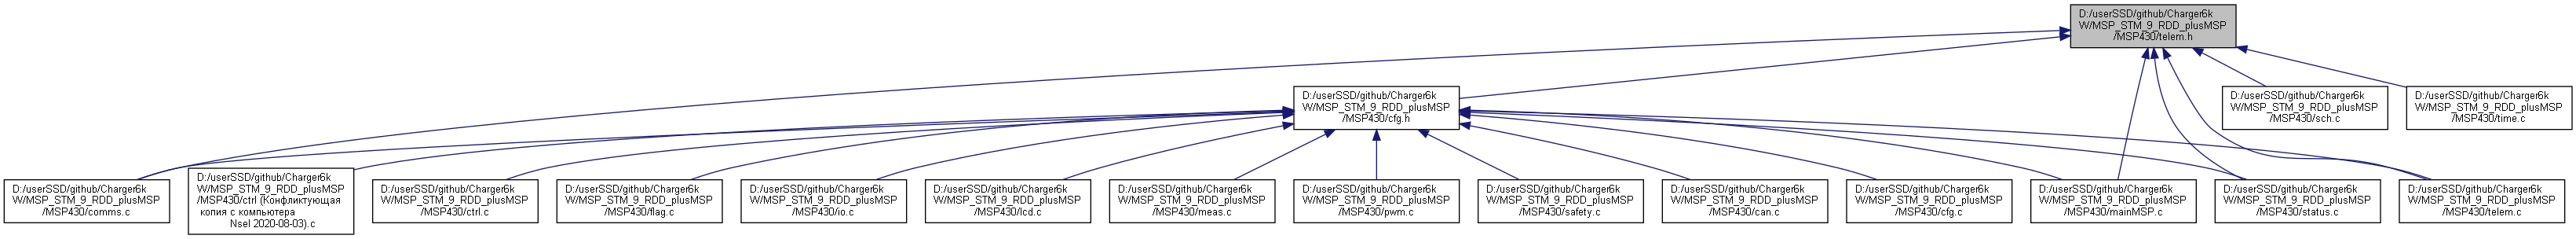 D:/userSSD/github/Charger6k
W/MSP_STM_9_RDD_plusMSP
/MSP430/telem.h
D:/userSSD/github/Charger6k
W/MSP_STM_9_RDD_plusMSP
/MSP430/cfg.h
D:/userSSD/github/Charger6k
W/MSP_STM_9_RDD_plusMSP
/MSP430/sch.c
D:/userSSD/github/Charger6k
W/MSP_STM_9_RDD_plusMSP
/MSP430/time.c
D:/userSSD/github/Charger6k
W/MSP_STM_9_RDD_plusMSP
/MSP430/comms.c
D:/userSSD/github/Charger6k
W/MSP_STM_9_RDD_plusMSP
/MSP430/ctrl (Конфликтующая
копия с компьютера
Nsel 2020-08-03).c
D:/userSSD/github/Charger6k
W/MSP_STM_9_RDD_plusMSP
/MSP430/ctrl.c
D:/userSSD/github/Charger6k
W/MSP_STM_9_RDD_plusMSP
/MSP430/flag.c
D:/userSSD/github/Charger6k
W/MSP_STM_9_RDD_plusMSP
/MSP430/io.c
D:/userSSD/github/Charger6k
W/MSP_STM_9_RDD_plusMSP
/MSP430/lcd.c
D:/userSSD/github/Charger6k
W/MSP_STM_9_RDD_plusMSP
/MSP430/meas.c
D:/userSSD/github/Charger6k
W/MSP_STM_9_RDD_plusMSP
/MSP430/pwm.c
D:/userSSD/github/Charger6k
W/MSP_STM_9_RDD_plusMSP
/MSP430/safety.c
D:/userSSD/github/Charger6k
W/MSP_STM_9_RDD_plusMSP
/MSP430/can.c
D:/userSSD/github/Charger6k
W/MSP_STM_9_RDD_plusMSP
/MSP430/cfg.c
D:/userSSD/github/Charger6k
W/MSP_STM_9_RDD_plusMSP
/MSP430/mainMSP.c
D:/userSSD/github/Charger6k
W/MSP_STM_9_RDD_plusMSP
/MSP430/status.c
D:/userSSD/github/Charger6k
W/MSP_STM_9_RDD_plusMSP
/MSP430/telem.c